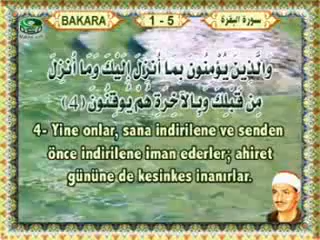 BAKARA
1 - 5
سورة البقرة
وَالَّذِينَ يُؤْمِنُونَ بِمَا أُنْزِلَ إِلَيْكَ وَمَا أُنْزِلَ
مِنْ قَبْلِكَ وَبِالْآخِرَةِ هُمْ يُوقِنُونَ (4)
4- Yine onlar, sana indirilene ve senden
önce indirilene iman ederler; ahiret
gününe de kesinkes inanırlar.